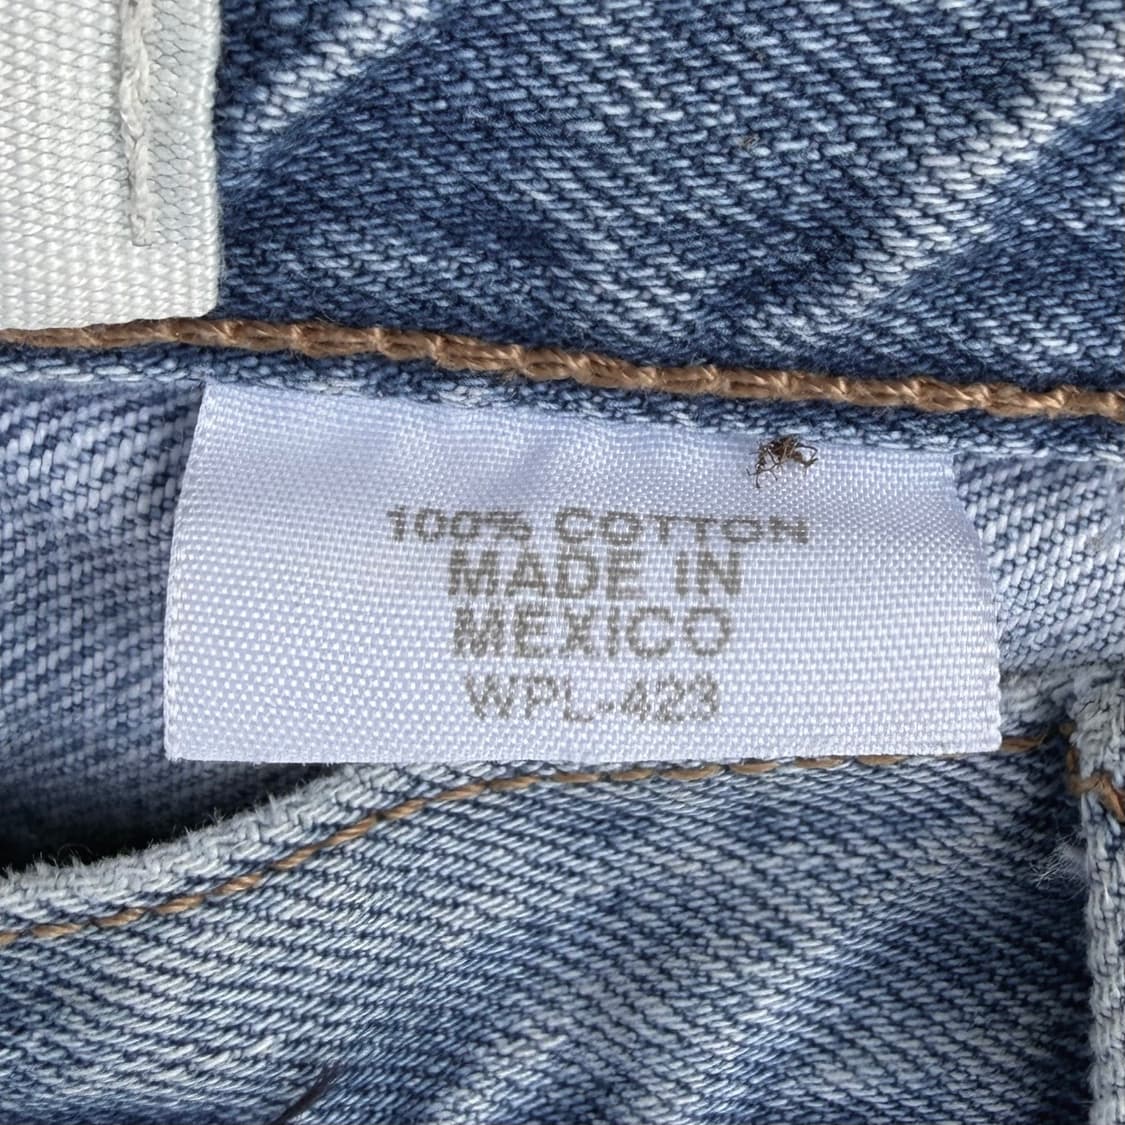 100% COTTON
MADE IN
MEXICO
WPL-423